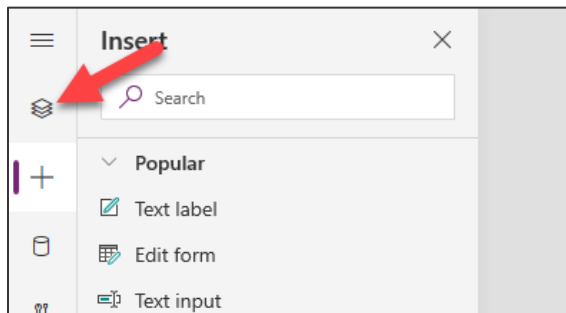 Insert
Search
Popular
Text label
Edit form
Text input